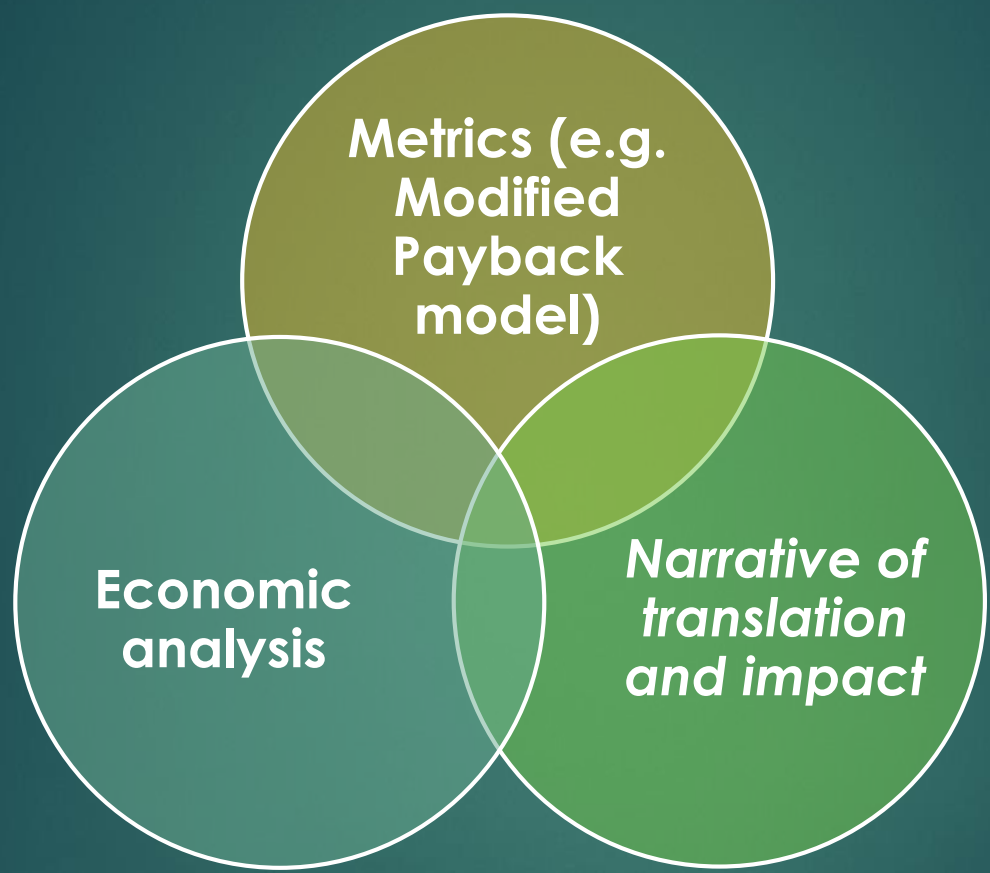 Metrics (e.g.
Modified
Payback
model)
Economic
analysis
Narrative of
translation
and impact